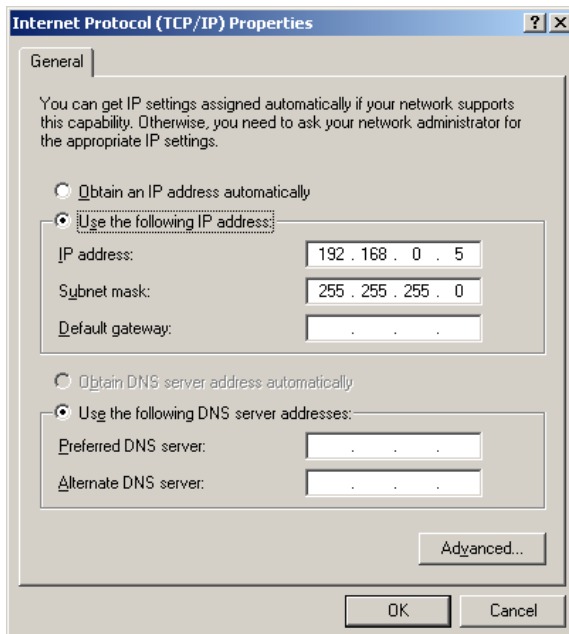 Internet Protocol (TCP/IP) Properties
General
You can get IP settings assigned automatically if your network supports
this capability. Otherwise, you need to ask your network administrator for
the appropriate IP settings.
Obtain an IP address automatically
Use the following IP address:
IP address: 192 . 168 . 0 . 5
Subnet mask: 255 . 255 . 255 . 0
Default gateway: . . .
Obtain DNS server address automatically
Use the following DNS server addresses:
Preferred DNS server: . . .
Alternate DNS server: . . .
Advanced...
OK Cancel